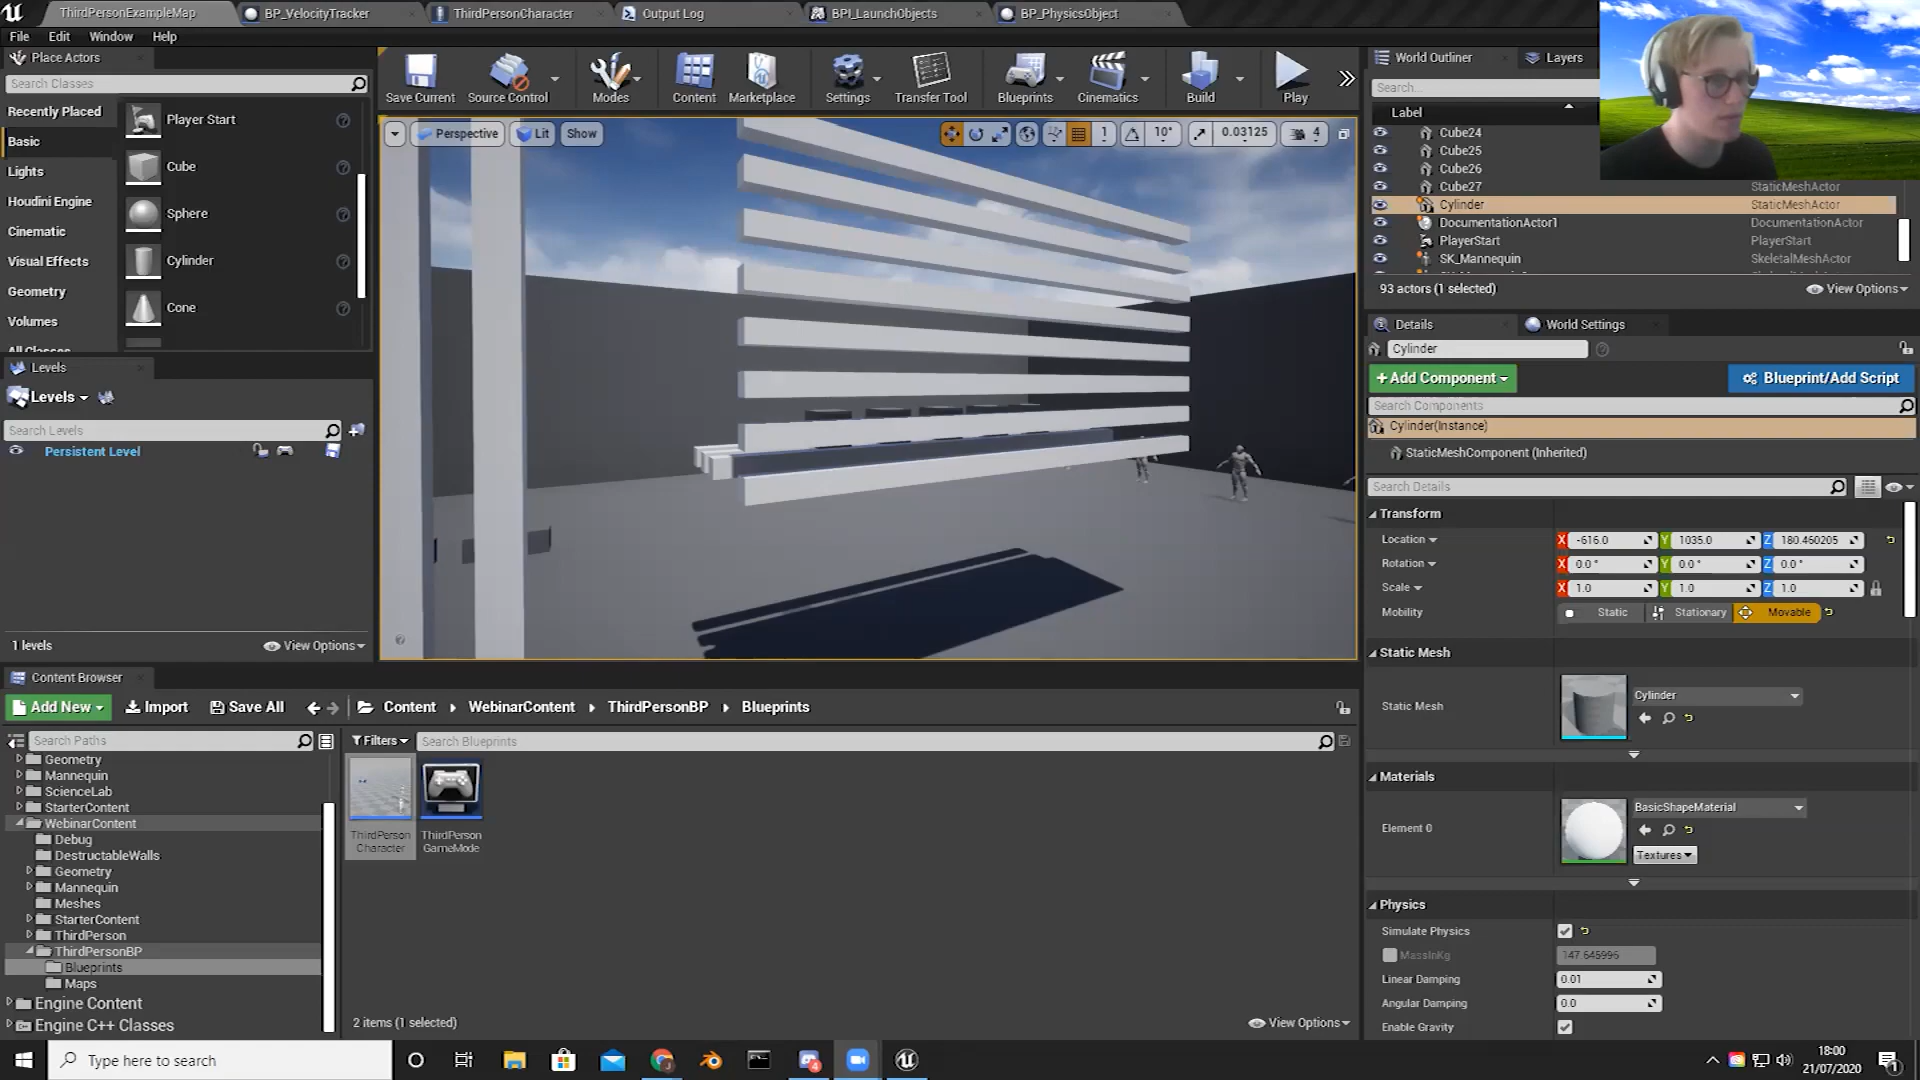 ThirdPersonExampleMap
BP_VelocityTracker
ThirdPersonCharacter
Output Log
BPI_LaunchObjects
BP_PhysicsObject
File Edit Window Help
Place Actors
Search Classes
Recently Placed
Basic
Lights
Houdini Engine
Cinematic
Visual Effects
Geometry
Volumes
All Classes
Player Start
Cube
Sphere
Cylinder
Cone
Save Current
Source Control
Modes
Content
Marketplace
Settings
Transfer Tool
Blueprints
Cinematics
Build
Play
Perspective
Lit
Show
1
10°
0.03125
4
Levels
Levels
Search Levels
Persistent Level
1 levels
View Options
World Outliner
Layers
Search...
Label
Cube24
Cube25
Cube26
Cube27 StaticMeshActor
Cylinder StaticMeshActor
DocumentationActor1 DocumentationActor
PlayerStart PlayerStart
SK_Mannequin SkeletalMeshActor
93 actors (1 selected)
View Options
Details
World Settings
Cylinder
+Add Component
Blueprint/Add Script
Search Components
Cylinder(Instance)
StaticMeshComponent (Inherited)
Search Details
Transform
Location X -616.0 Y 1035.0 Z 180.460205
Rotation X 0.0° Y 0.0° Z 0.0°
Scale X 1.0 Y 1.0 Z 1.0
Mobility Static Stationary Movable
Static Mesh
Static Mesh
Cylinder
Materials
Element 0
BasicShapeMaterial
Textures
Physics
Simulate Physics
MassInKg 147.645996
Linear Damping 0.01
Angular Damping 0.0
Enable Gravity
Content Browser
Add New
Import
Save All
Content
WebinarContent
ThirdPersonBP
Blueprints
Search Paths
Filters
Search Blueprints
Geometry
Mannequin
ScienceLab
StarterContent
WebinarContent
Debug
DestructableWalls
Geometry
Mannequin
Meshes
StarterContent
ThirdPerson
ThirdPersonBP
Blueprints
Maps
Engine Content
Engine C++ Classes
ThirdPerson
Character
ThirdPerson
GameMode
2 items (1 selected)
View Options
Type here to search
18:00
21/07/2020